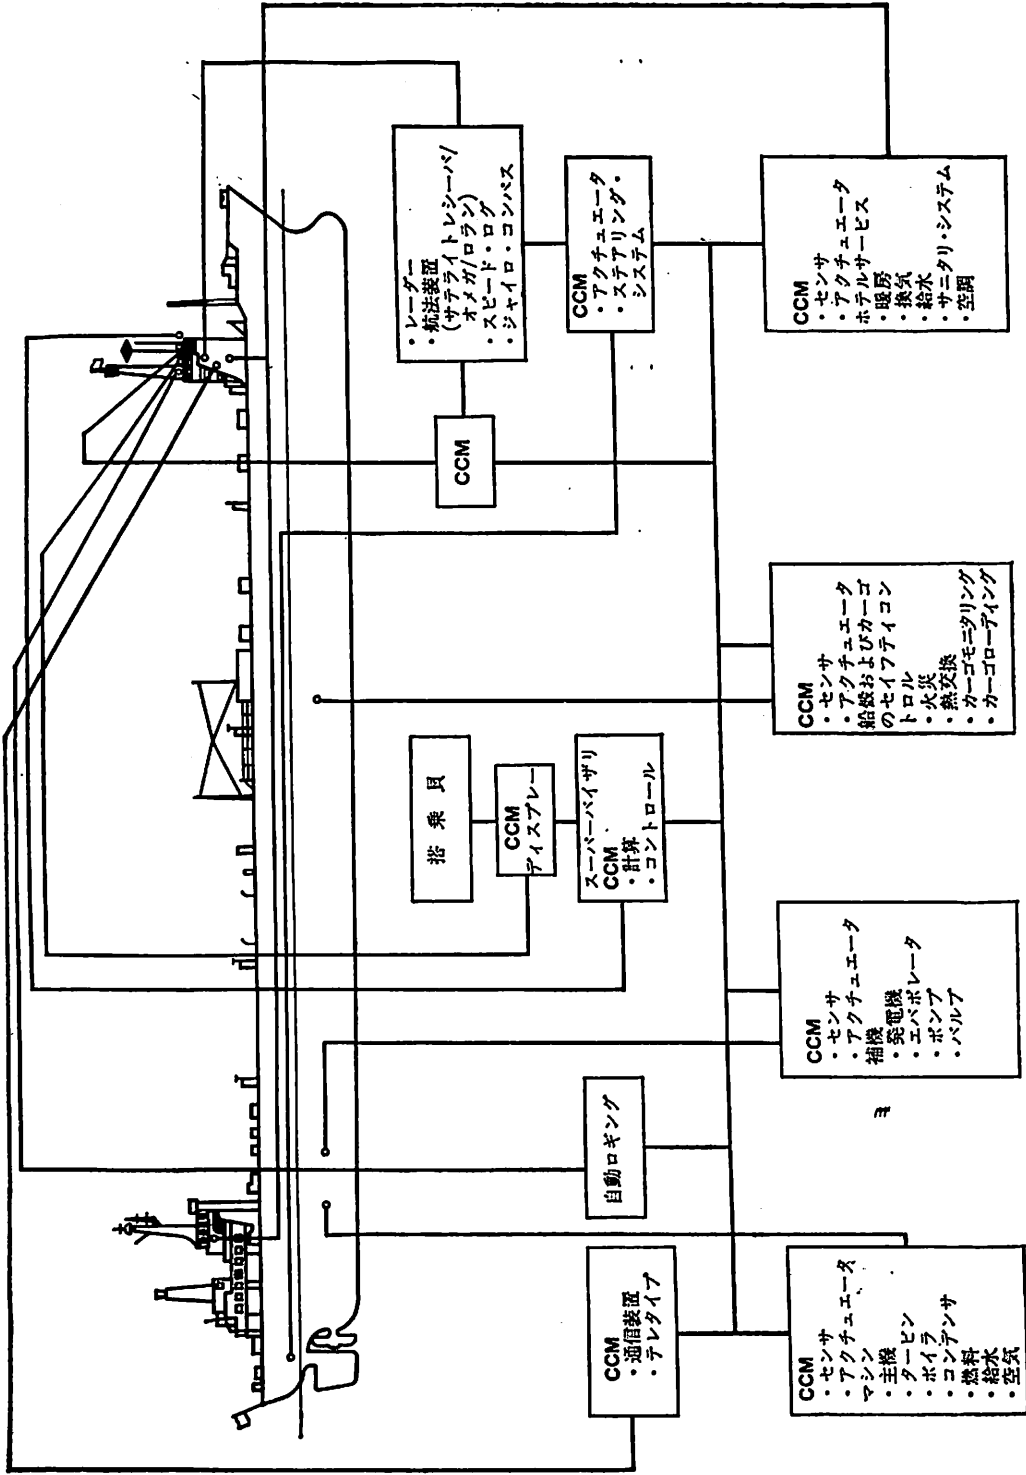 ・レーダー
・航法装置
(サテライトレシーバ/
オメガ/ロラン)
・スピード・ログ
・ジャイロ・コンパス
CCM
・アクチュエータ
・ステアリング・
システム
CCM
・センサ
・アクチュエータ
ホテルサービス
・暖房
・換気
・給水
・サニタリ・システム
・空調
CCM
CCM
・センサ
・アクチュエータ
船殻およびカーゴ
のセイフティコン
トロル
・火災
・熱交換
・カーゴモニタリング
・カーゴローディング
搭乗員
CCM
ディスプレー
スーパーバイザリ
CCM
・計算
・コントロール
CCM
・センサ
・アクチュエータ
補機
・発電機
・エバポレータ
・ポンプ
・バルブ
自動ロギング
CCM
・通信装置
・テレタイプ
CCM
・センサ
・アクチュエータ
マシン
・主機
・タービン
・ボイラ
・コンデンサ
・燃料
・給水
・空気